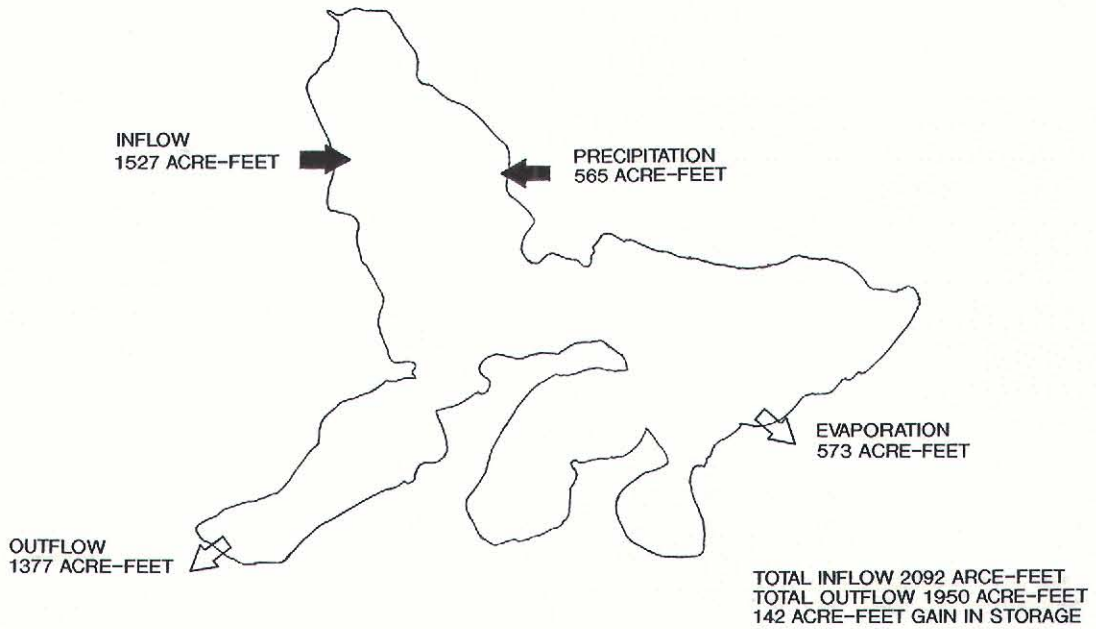 INFLOW
1527 ACRE-FEET
PRECIPITATION
565 ACRE-FEET
EVAPORATION
573 ACRE-FEET
OUTFLOW
1377 ACRE-FEET
TOTAL INFLOW 2092 ARCE-FEET
TOTAL OUTFLOW 1950 ACRE-FEET
142 ACRE-FEET GAIN IN STORAGE